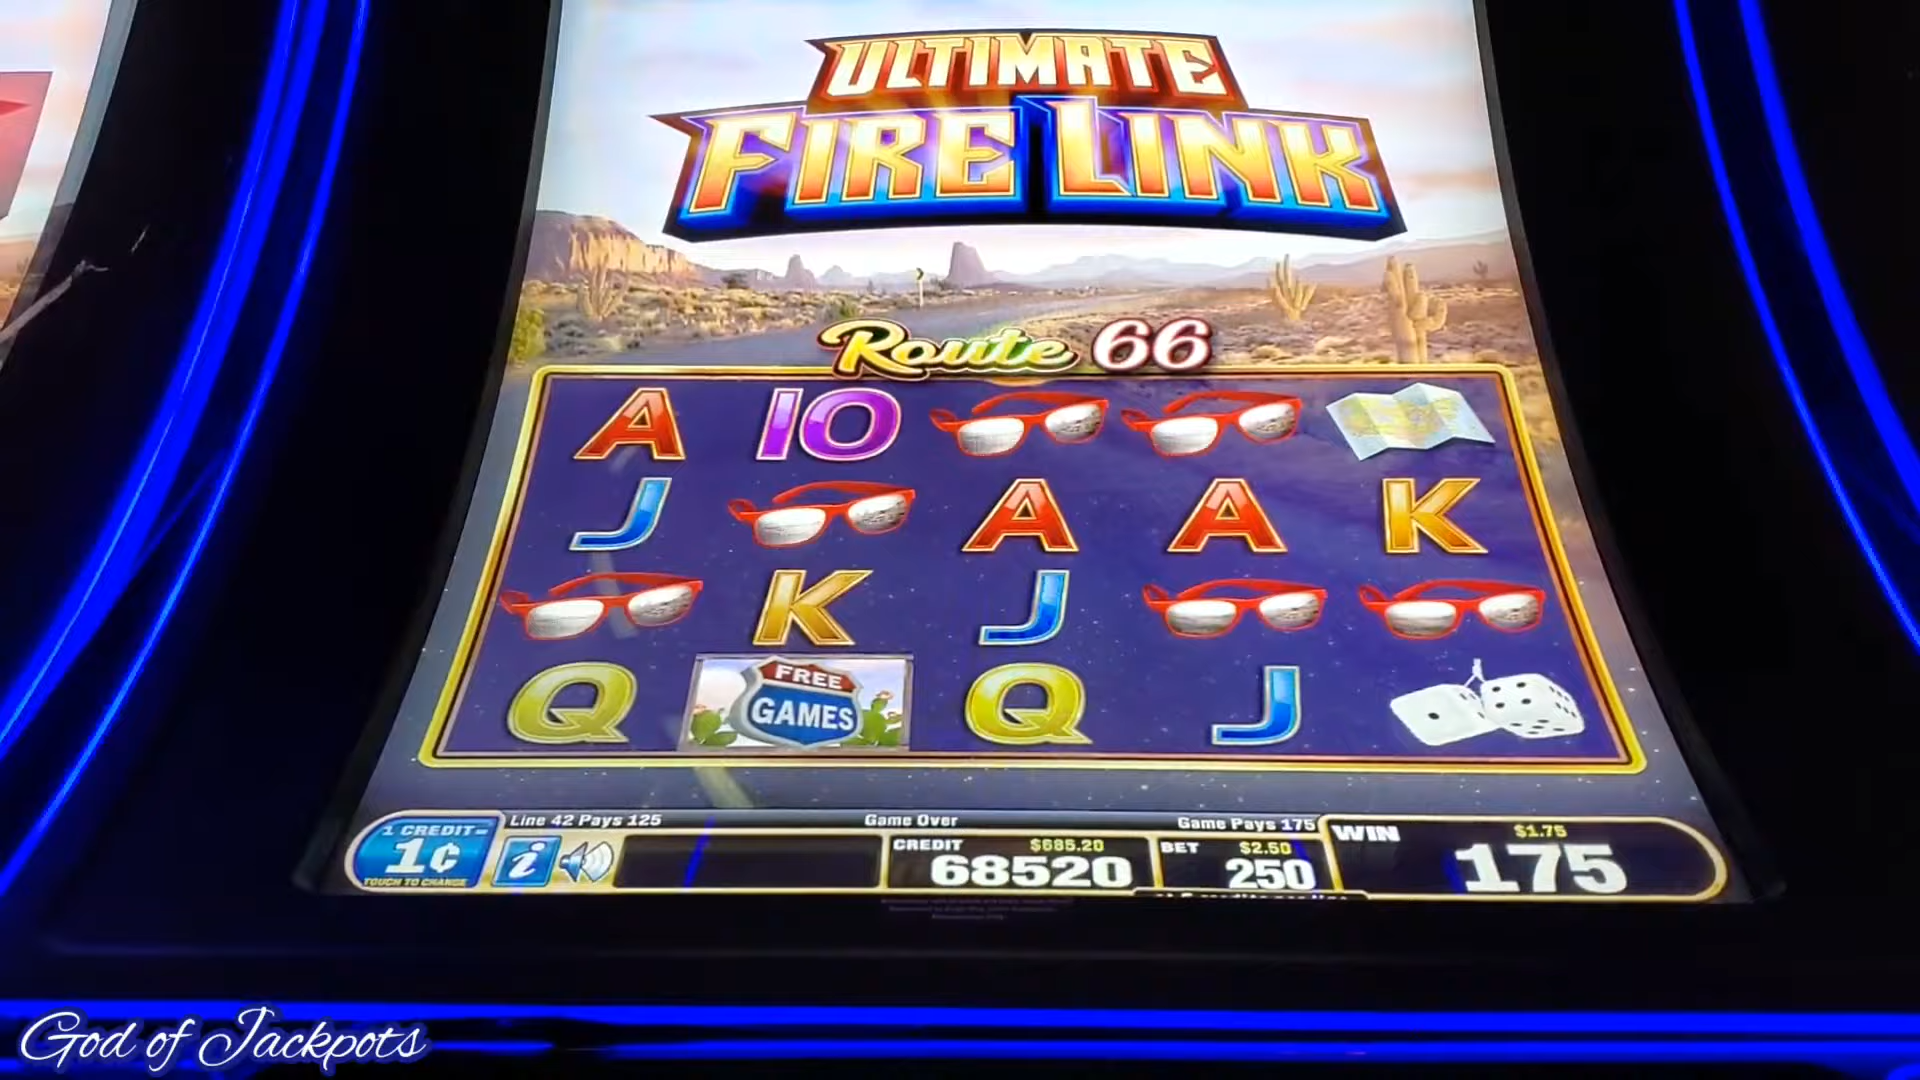 ULTIMATE
FIRE LINK
Route 66
A 10
J A A K
K J
Q FREE GAMES Q J
Line 42 Pays 125 Game Over Game Pays 175
1 CREDIT= 1¢ TOUCH TO CHANGE
i
CREDIT $685.20 68520
BET $2.50 250
WIN $1.75 175
God of Jackpots